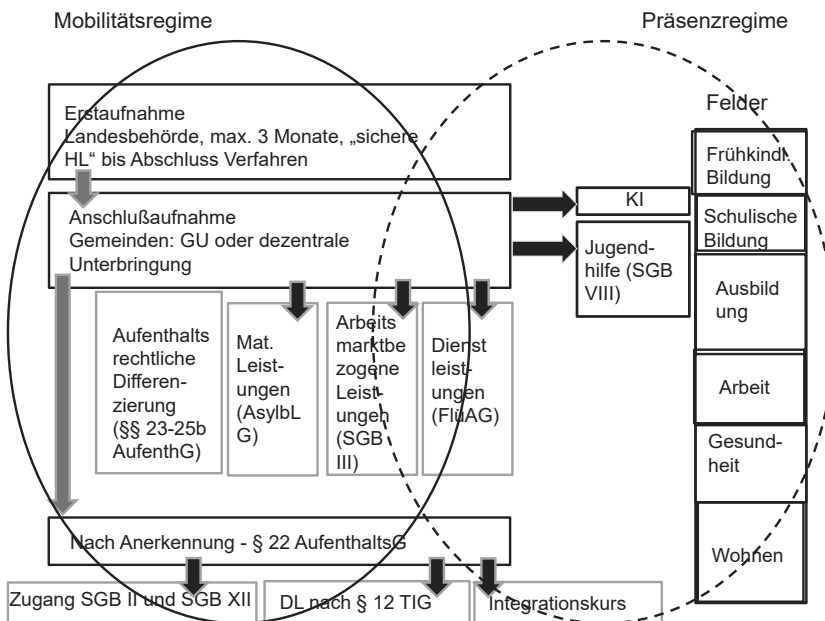 Mobilitätsregime
Präsenzregime
Erstaufnahme
Landesbehörde, max. 3 Monate, „sichere
HL“ bis Abschluss Verfahren
Anschlußaufnahme
Gemeinden: GU oder dezentrale
Unterbringung
KI
Jugend-
hilfe (SGB
VIII)
Aufenthalts
rechtliche
Differen-
zierung
(§§ 23-25b
AufenthG)
Mat.
Leist-
ungen
(AsylbL
G)
Arbeits
marktbe
zogene
Leist-
ungen
(SGB
III)
Dienst
leist-
ungen
(FlüAG)
Nach Anerkennung - § 22 AufenthaltsG
Zugang SGB II und SGB XII
DL nach § 12 TIG
Integrationskurs
Felder
Frühkindl.
Bildung
Schulische
Bildung
Ausbild
ung
Arbeit
Gesund-
heit
Wohnen